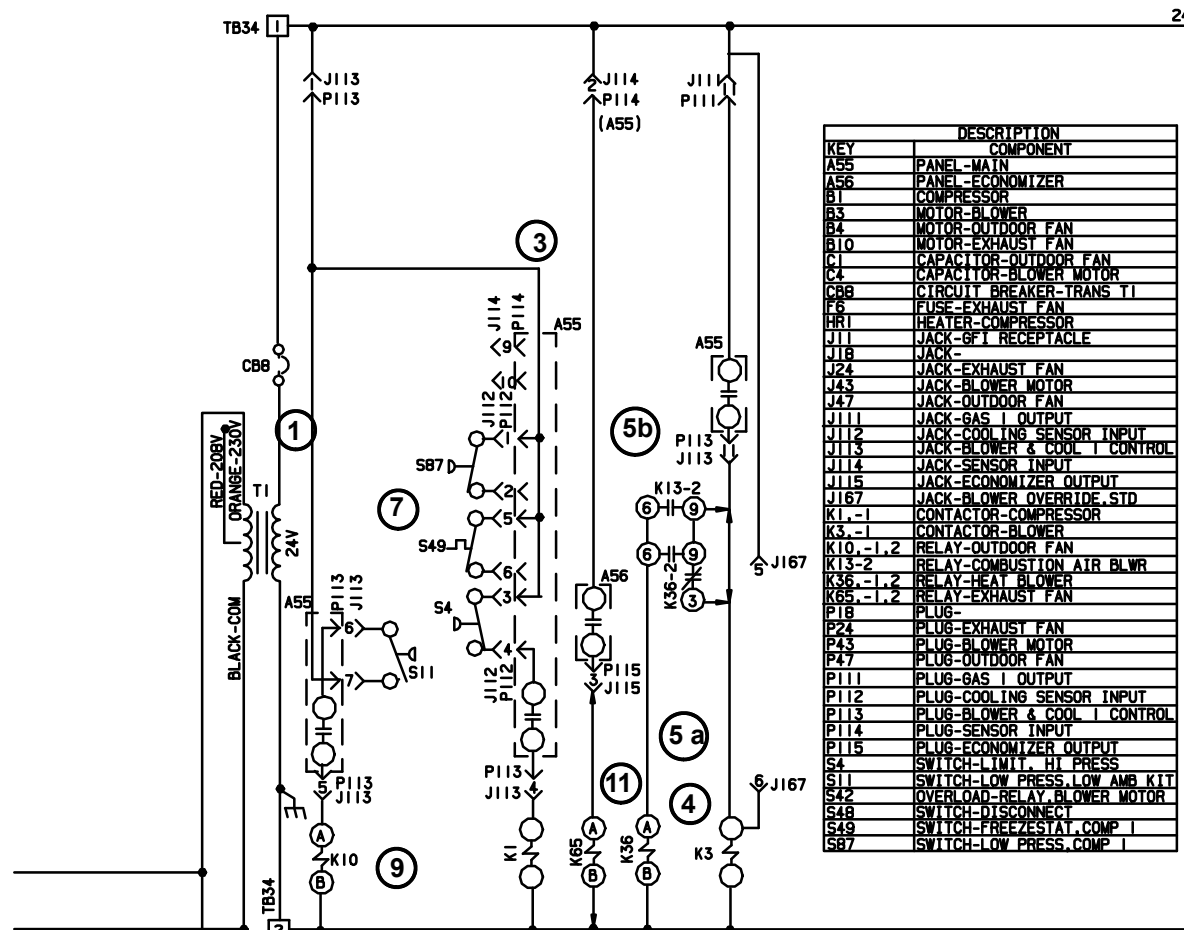 24
TB34 1
J113
1
P113
J114
2
P114
(A55)
J111
1
P111
3
J114
P114
9
10
A55
CB8
1
RED-208V
ORANGE-230V
T1
24V
BLACK-COM
J112
P112
1
S87
2
7
5
S49
6
3
S4
4
J112
P112
A55
P113
J113
6
7
S11
P113
5
J113
A
K10
B
9
TB34
2
P113
4
J113
K1
A56
P115
3
J115
11
A
K65
B
A55
5b
P113
11
J113
K13-2
6
9
6
9
K36-2
3
5 a
4
A
K36
B
K3
5 J167
6 J167
DESCRIPTION
KEY COMPONENT
A55 PANEL-MAIN
A56 PANEL-ECONOMIZER
B1 COMPRESSOR
B3 MOTOR-BLOWER
B4 MOTOR-OUTDOOR FAN
B10 MOTOR-EXHAUST FAN
C1 CAPACITOR-OUTDOOR FAN
C4 CAPACITOR-BLOWER MOTOR
CB8 CIRCUIT BREAKER-TRANS T1
F6 FUSE-EXHAUST FAN
HR1 HEATER-COMPRESSOR
J11 JACK-GFI RECEPTACLE
J18 JACK-
J24 JACK-EXHAUST FAN
J43 JACK-BLOWER MOTOR
J47 JACK-OUTDOOR FAN
J111 JACK-GAS 1 OUTPUT
J112 JACK-COOLING SENSOR INPUT
J113 JACK-BLOWER & COOL 1 CONTROL
J114 JACK-SENSOR INPUT
J115 JACK-ECONOMIZER OUTPUT
J167 JACK-BLOWER OVERRIDE,STD
K1,-1 CONTACTOR-COMPRESSOR
K3,-1 CONTACTOR-BLOWER
K10,-1,2 RELAY-OUTDOOR FAN
K13-2 RELAY-COMBUSTION AIR BLWR
K36,-1,2 RELAY-HEAT BLOWER
K65,-1,2 RELAY-EXHAUST FAN
P18 PLUG-
P24 PLUG-EXHAUST FAN
P43 PLUG-BLOWER MOTOR
P47 PLUG-OUTDOOR FAN
P111 PLUG-GAS 1 OUTPUT
P112 PLUG-COOLING SENSOR INPUT
P113 PLUG-BLOWER & COOL 1 CONTROL
P114 PLUG-SENSOR INPUT
P115 PLUG-ECONOMIZER OUTPUT
S4 SWITCH-LIMIT, HI PRESS
S11 SWITCH-LOW PRESS,LOW AMB KIT
S42 OVERLOAD-RELAY,BLOWER MOTOR
S48 SWITCH-DISCONNECT
S49 SWITCH-FREEZESTAT,COMP 1
S87 SWITCH-LOW PRESS,COMP 1